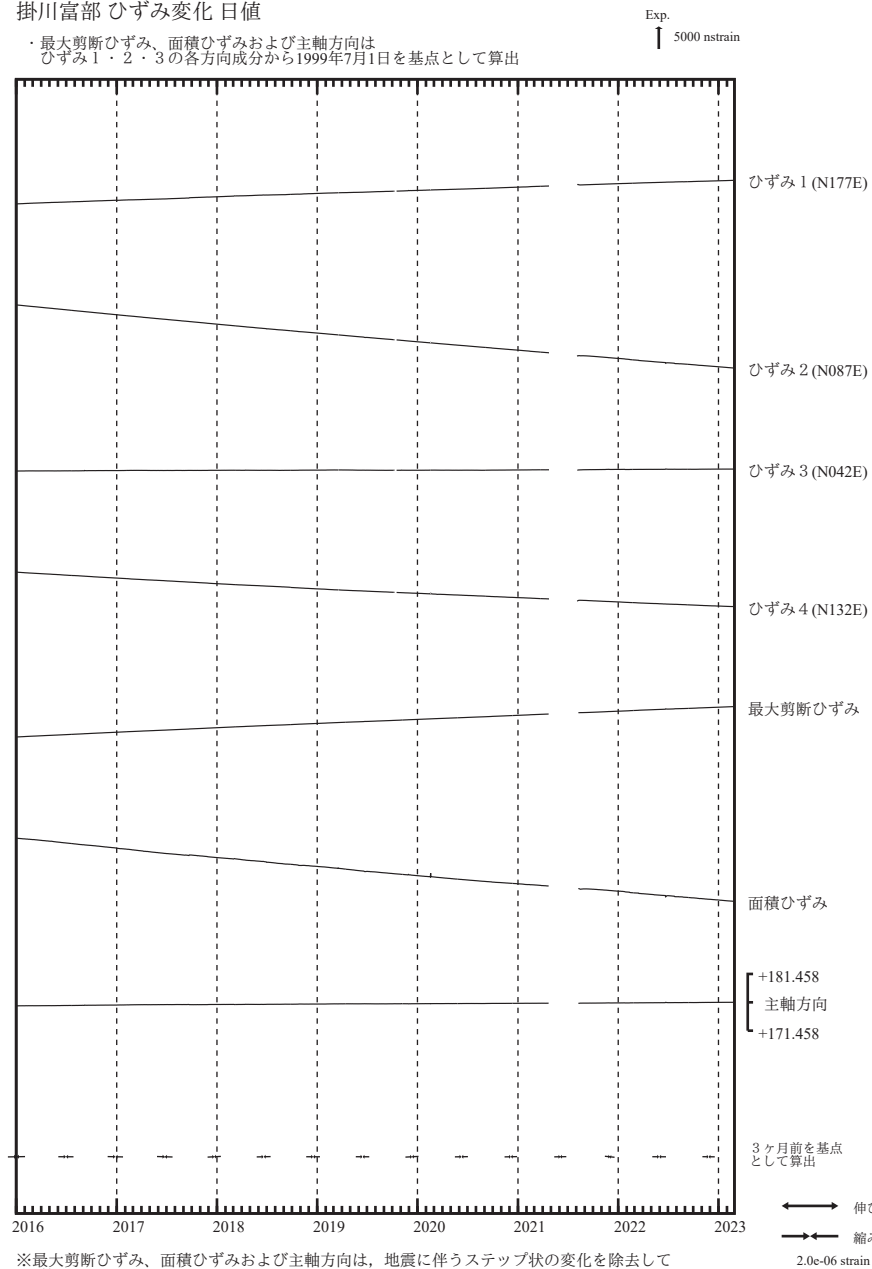 掛川富部 ひずみ変化 日値
・最大剪断ひずみ、面積ひずみおよび主軸方向は
ひずみ１・２・３の各方向成分から1999年7月1日を基点として算出
Exp.
5000 nstrain
ひずみ１(N177E)
ひずみ２(N087E)
ひずみ３(N042E)
ひずみ４(N132E)
最大剪断ひずみ
面積ひずみ
+181.458
主軸方向
+171.458
３ヶ月前を基点
として算出
2016 2017 2018 2019 2020 2021 2022 2023
伸び
縮み
2.0e-06 strain
※最大剪断ひずみ、面積ひずみおよび主軸方向は，地震に伴うステップ状の変化を除去して